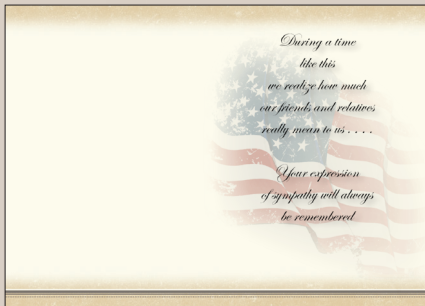 During a time
like this
we realize how much
our friends and relatives
really mean to us . . . .
Your expression
of sympathy will always
be remembered